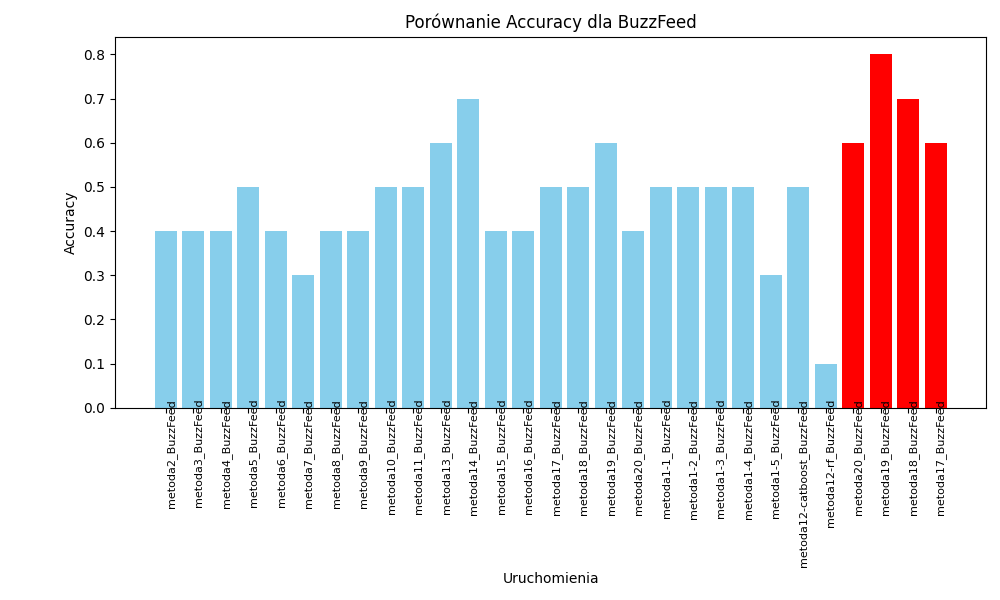 Porównanie Accuracy dla BuzzFeed
Accuracy
0.8
0.7
0.6
0.5
0.4
0.3
0.2
0.1
0.0
metoda2_BuzzFeed
metoda3_BuzzFeed
metoda4_BuzzFeed
metoda5_BuzzFeed
metoda6_BuzzFeed
metoda7_BuzzFeed
metoda8_BuzzFeed
metoda9_BuzzFeed
metoda10_BuzzFeed
metoda11_BuzzFeed
metoda13_BuzzFeed
metoda14_BuzzFeed
metoda15_BuzzFeed
metoda16_BuzzFeed
metoda17_BuzzFeed
metoda18_BuzzFeed
metoda19_BuzzFeed
metoda20_BuzzFeed
metoda1-1_BuzzFeed
metoda1-2_BuzzFeed
metoda1-3_BuzzFeed
metoda1-4_BuzzFeed
metoda1-5_BuzzFeed
metoda12-catboost_BuzzFeed
metoda12-rf_BuzzFeed
metoda20_BuzzFeed
metoda19_BuzzFeed
metoda18_BuzzFeed
metoda17_BuzzFeed
Uruchomienia